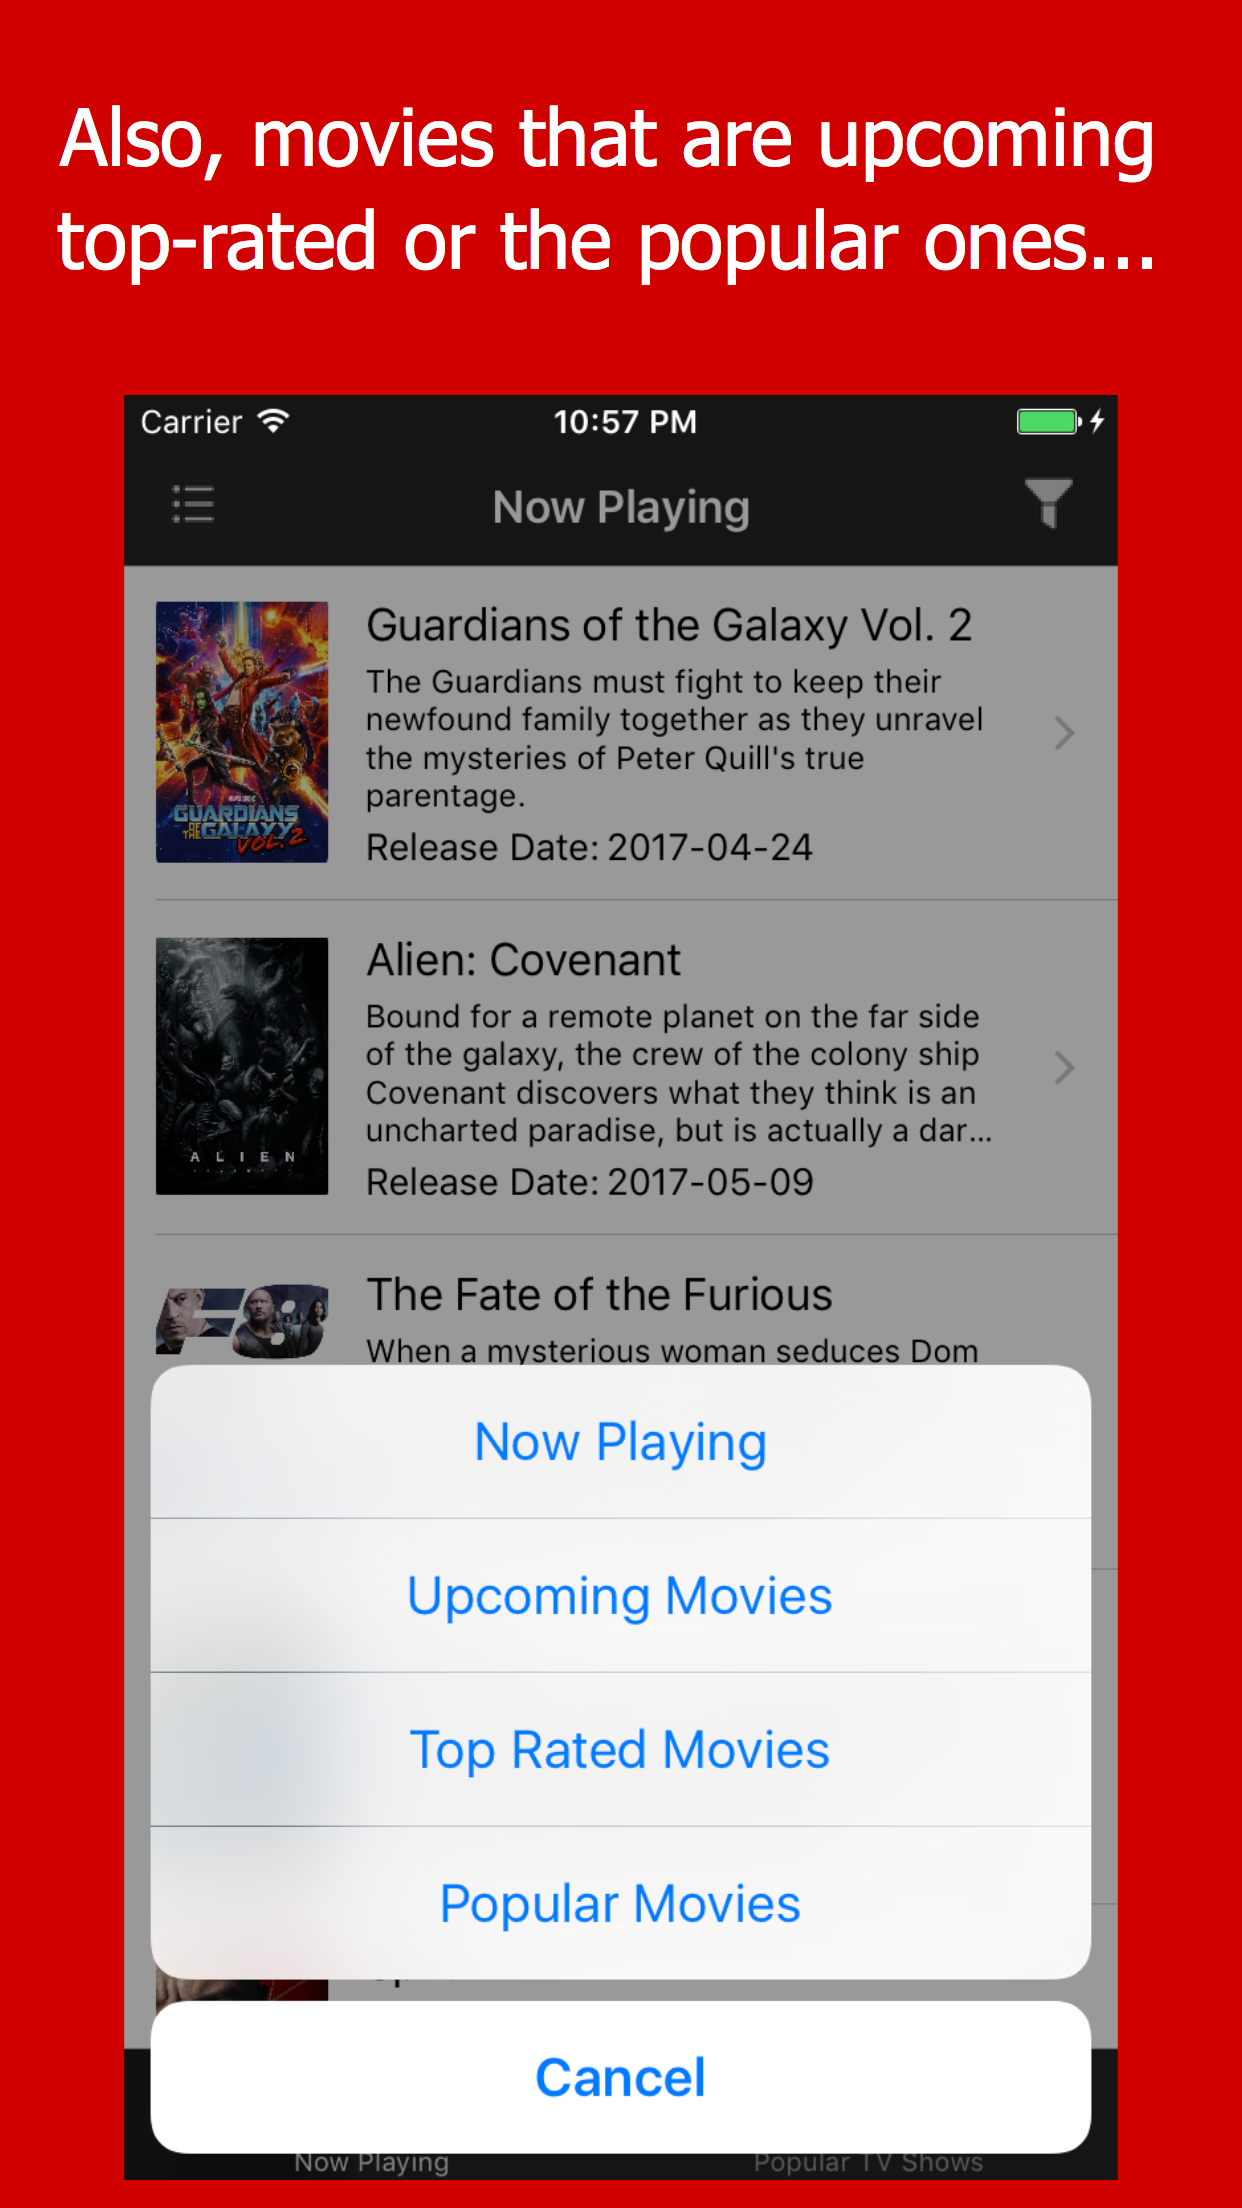 Also, movies that are upcoming
top-rated or the popular ones...
Carrier 10:57 PM
Now Playing
Guardians of the Galaxy Vol. 2
The Guardians must fight to keep their
newfound family together as they unravel
the mysteries of Peter Quill's true
parentage.
Release Date: 2017-04-24
GUARDIANS
OF THE GALAXY
VOL. 2
Alien: Covenant
Bound for a remote planet on the far side
of the galaxy, the crew of the colony ship
Covenant discovers what they think is an
uncharted paradise, but is actually a dar...
Release Date: 2017-05-09
ALIEN
The Fate of the Furious
When a mysterious woman seduces Dom
F8
Now Playing
Upcoming Movies
Top Rated Movies
Popular Movies
Cancel
Now Playing
Popular TV Shows